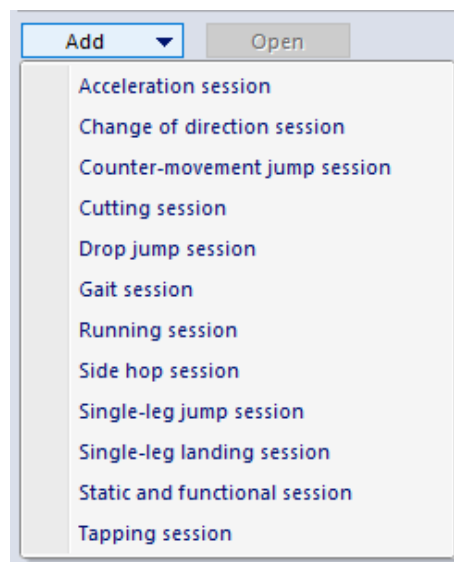 Add Open
Acceleration session
Change of direction session
Counter-movement jump session
Cutting session
Drop jump session
Gait session
Running session
Side hop session
Single-leg jump session
Single-leg landing session
Static and functional session
Tapping session